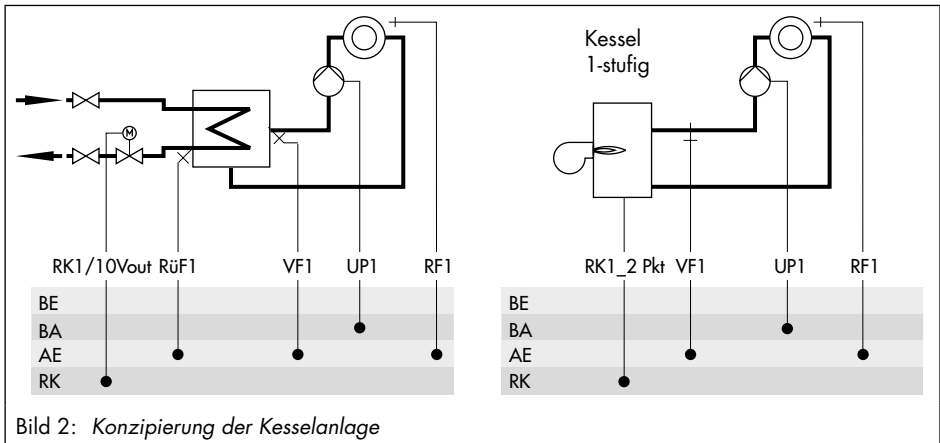 Kessel
1-stufig
M
RK1/10Vout RüF1 VF1 UP1 RF1
BE
BA
AE
RK
RK1_2 Pkt VF1 UP1 RF1
BE
BA
AE
RK
Bild 2: Konzipierung der Kesselanlage